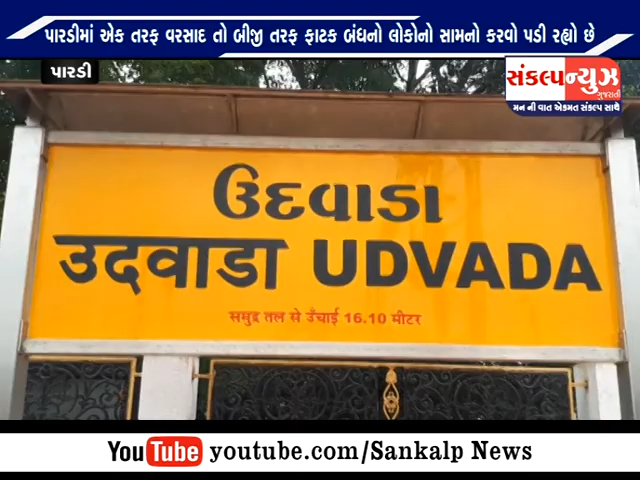 પારડીમાં એક તરફ વરસાદ તો બીજી તરફ ફાટક બંધનો લોકોનો સામનો કરવો પડી રહ્યો છે
પારડી
સંકલ્પન્યુઝ
ગુજરાતી
મન ની વાત એકમત સંકલ્પ સાથે
ઉદવાડા
उदवाडा UDVADA
समुद्र तल से उँचाई 16.10 मीटर
YouTube youtube.com/Sankalp News